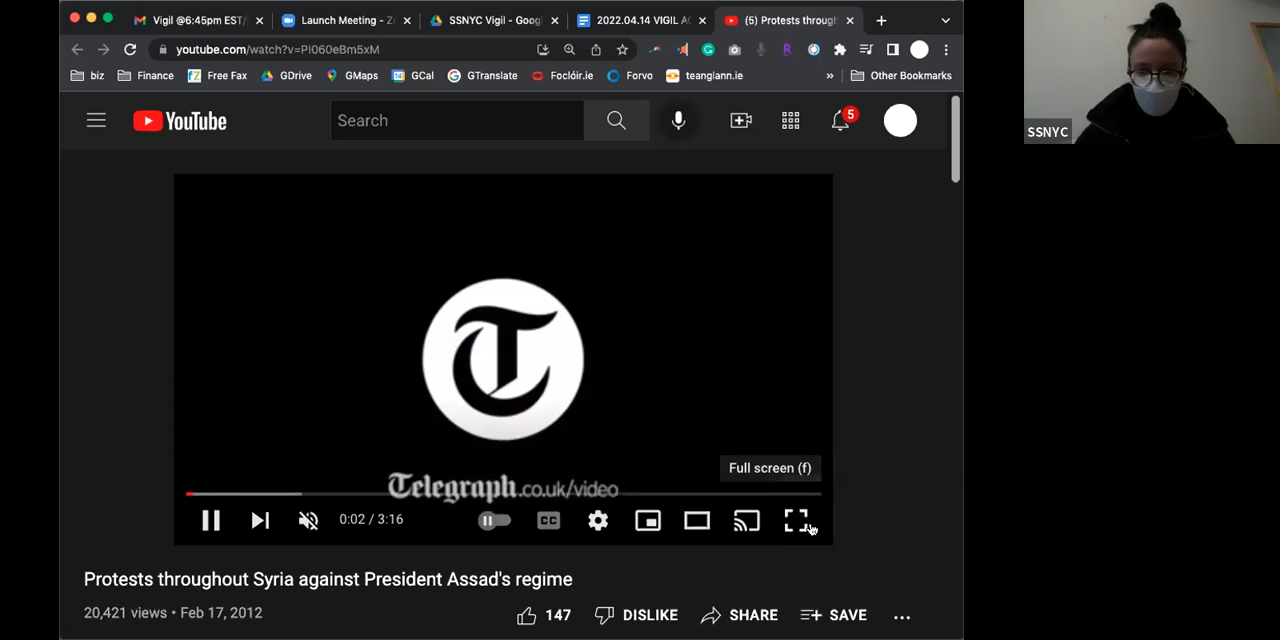 Vigil @6:45pm EST/
Launch Meeting - Z
SSNYC Vigil - Goog
2022.04.14 VIGIL A
(5) Protests through
youtube.com/watch?v=PI060eBm5xM
biz
Finance
Free Fax
GDrive
GMaps
GCal
GTranslate
Foclóir.ie
Forvo
teanglann.ie
»
Other Bookmarks
YouTube
Search
5
SSNYC
T
Full screen (f)
Telegraph.co.uk/video
0:02 / 3:16
CC
Protests throughout Syria against President Assad's regime
20,421 views • Feb 17, 2012
147
DISLIKE
SHARE
SAVE